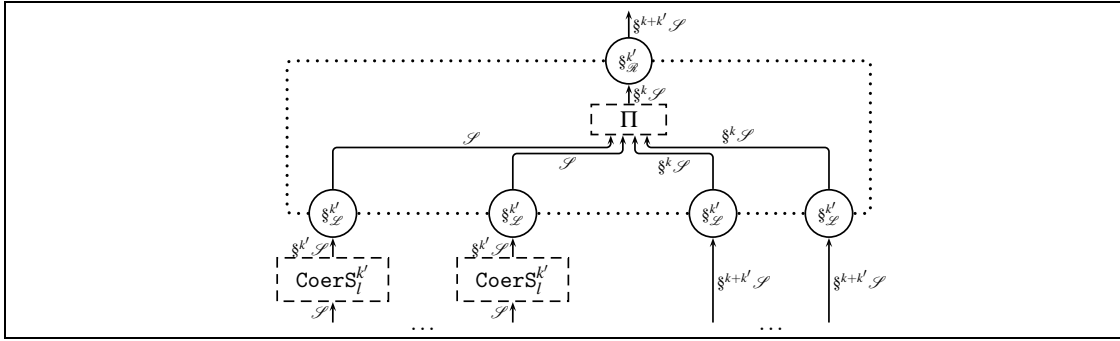 §^{k+k′} 𝒮
§^{k′}_ℛ
§^k 𝒮
Π
𝒮 §^k 𝒮
𝒮 §^k 𝒮
§^{k′}_ℒ §^{k′}_ℒ §^{k′}_ℒ §^{k′}_ℒ
§^{k′} 𝒮 §^{k′} 𝒮
CoerS^{k′}_l CoerS^{k′}_l §^{k+k′} 𝒮 §^{k+k′} 𝒮
𝒮 𝒮
... ...